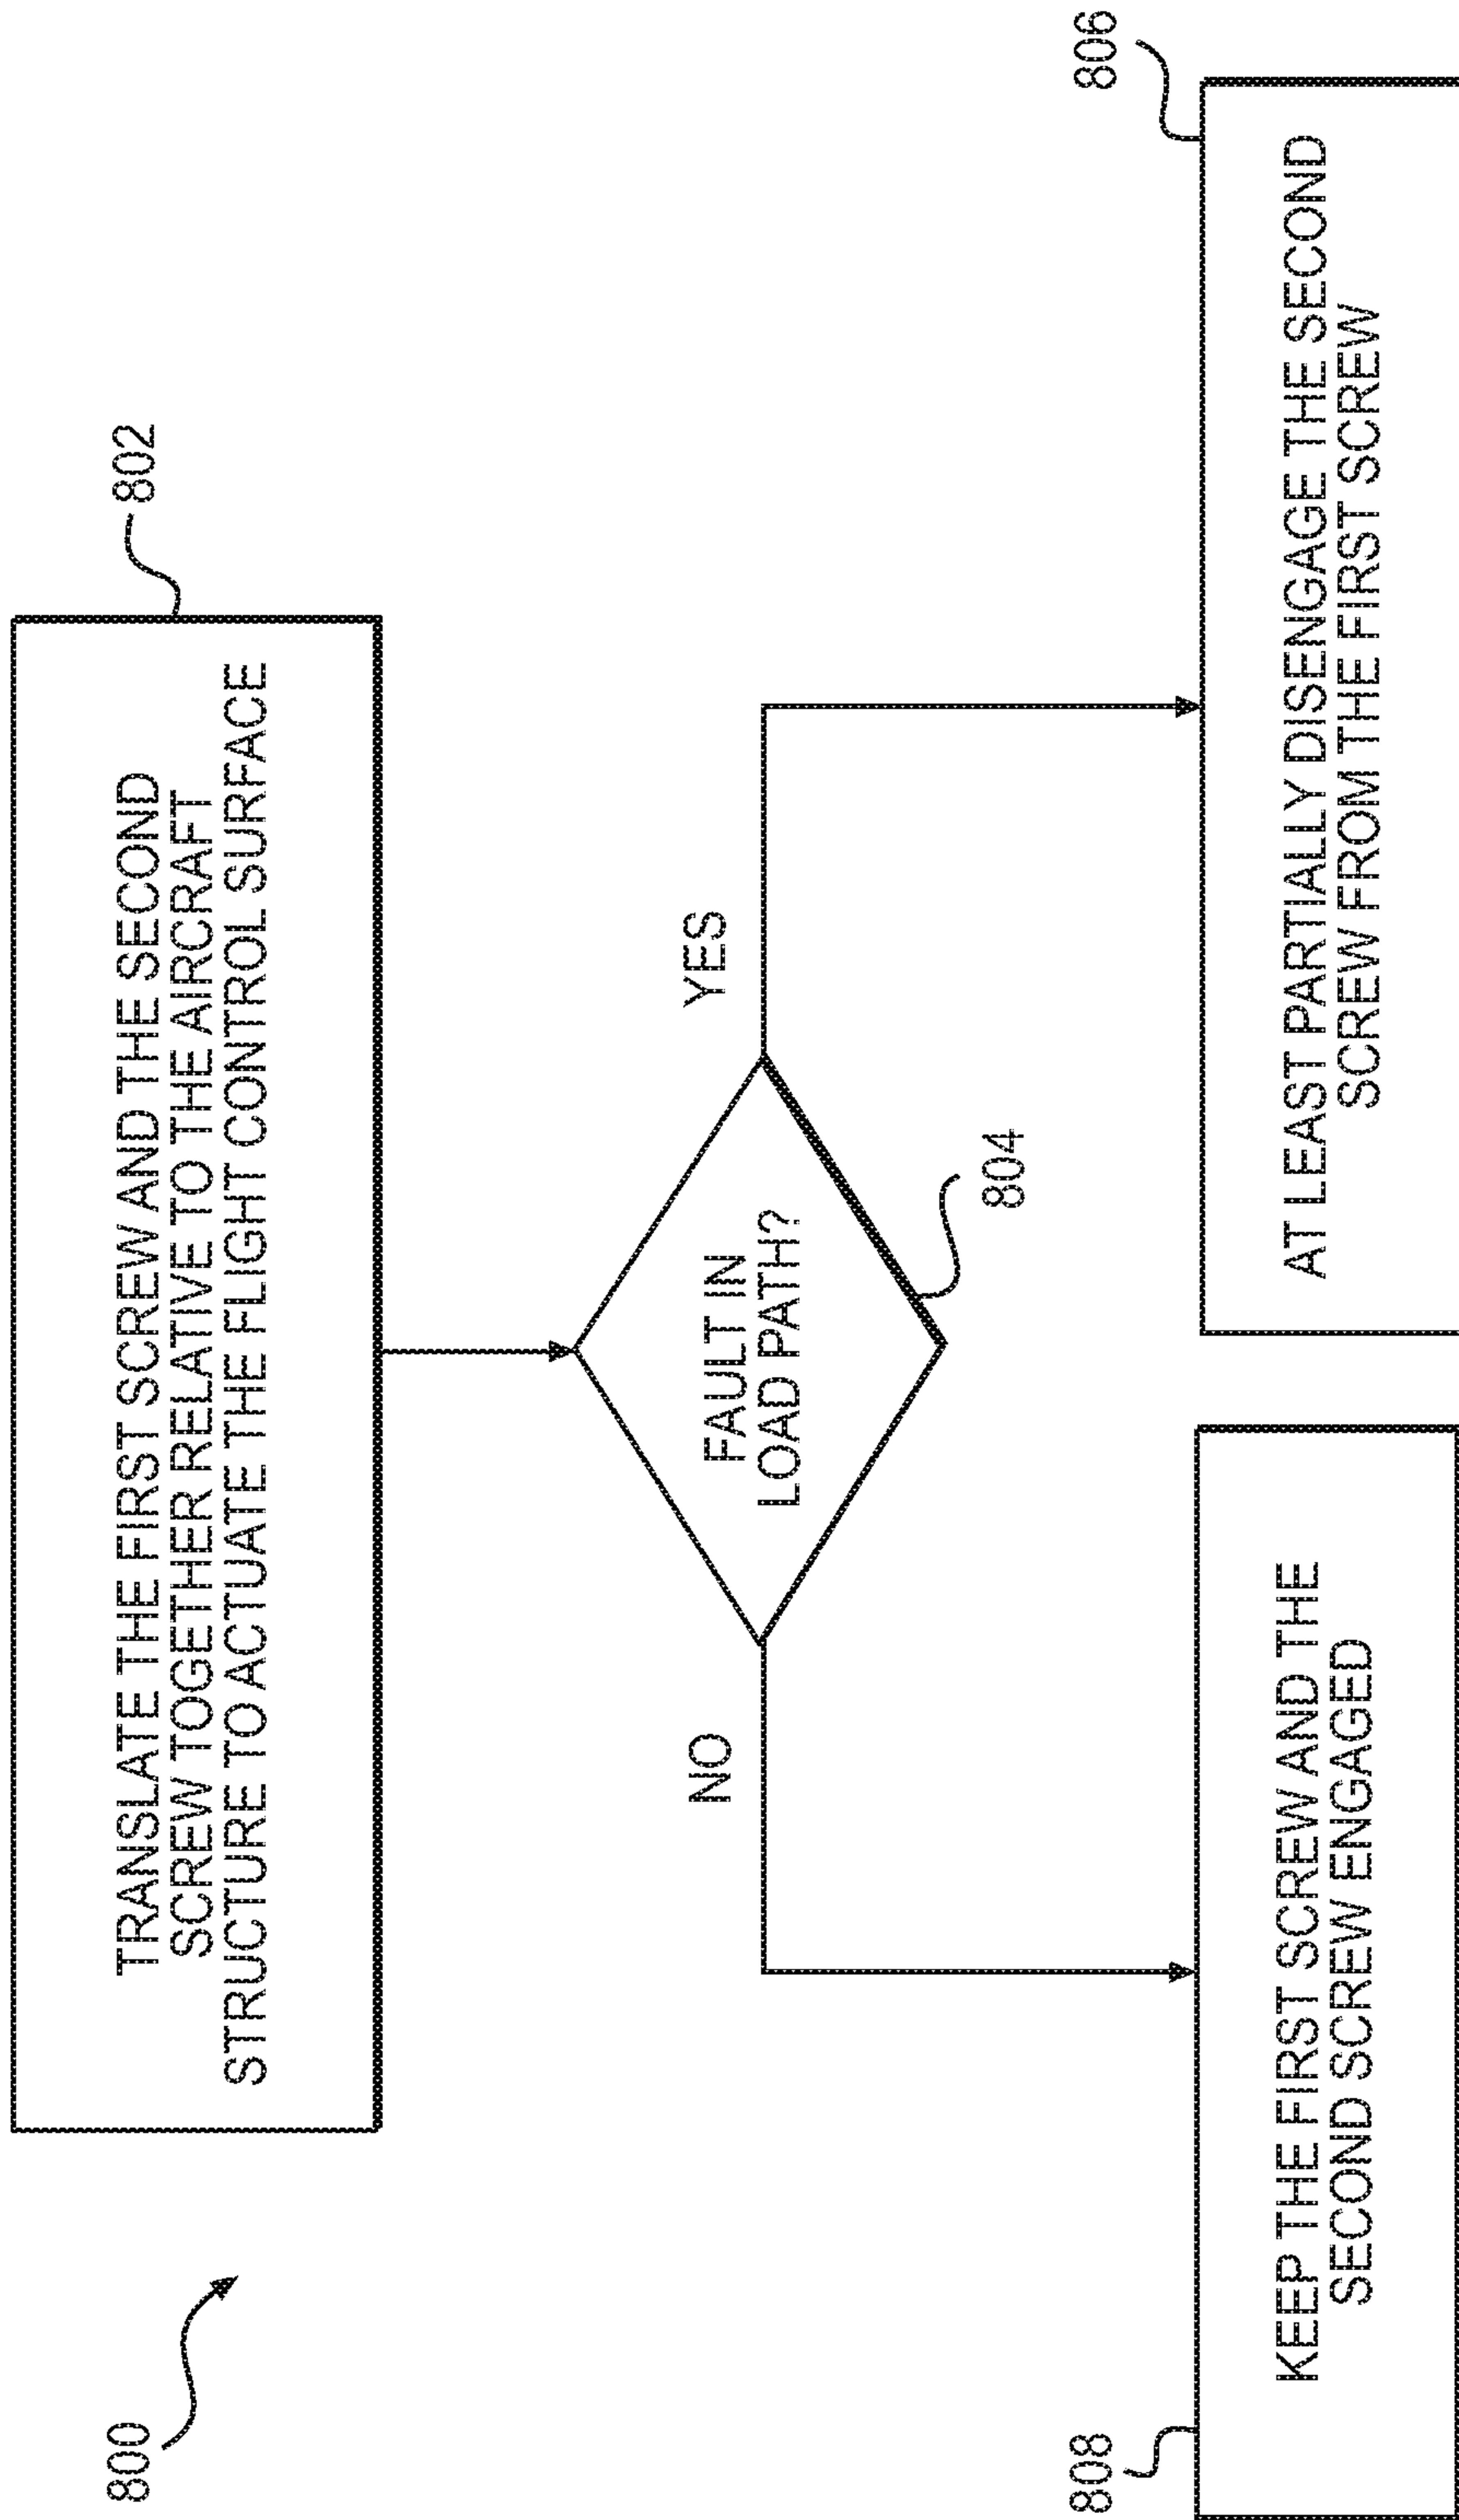 800
802
TRANSLATE THE FIRST SCREW AND THE SECOND
SCREW TOGETHER RELATIVE TO THE AIRCRAFT
STRUCTURE TO ACTUATE THE FLIGHT CONTROL SURFACE
FAULT IN
LOAD PATH?
NO
YES
804
808
KEEP THE FIRST SCREW AND THE
SECOND SCREW ENGAGED
806
AT LEAST PARTIALLY DISENGAGE THE SECOND
SCREW FROM THE FIRST SCREW